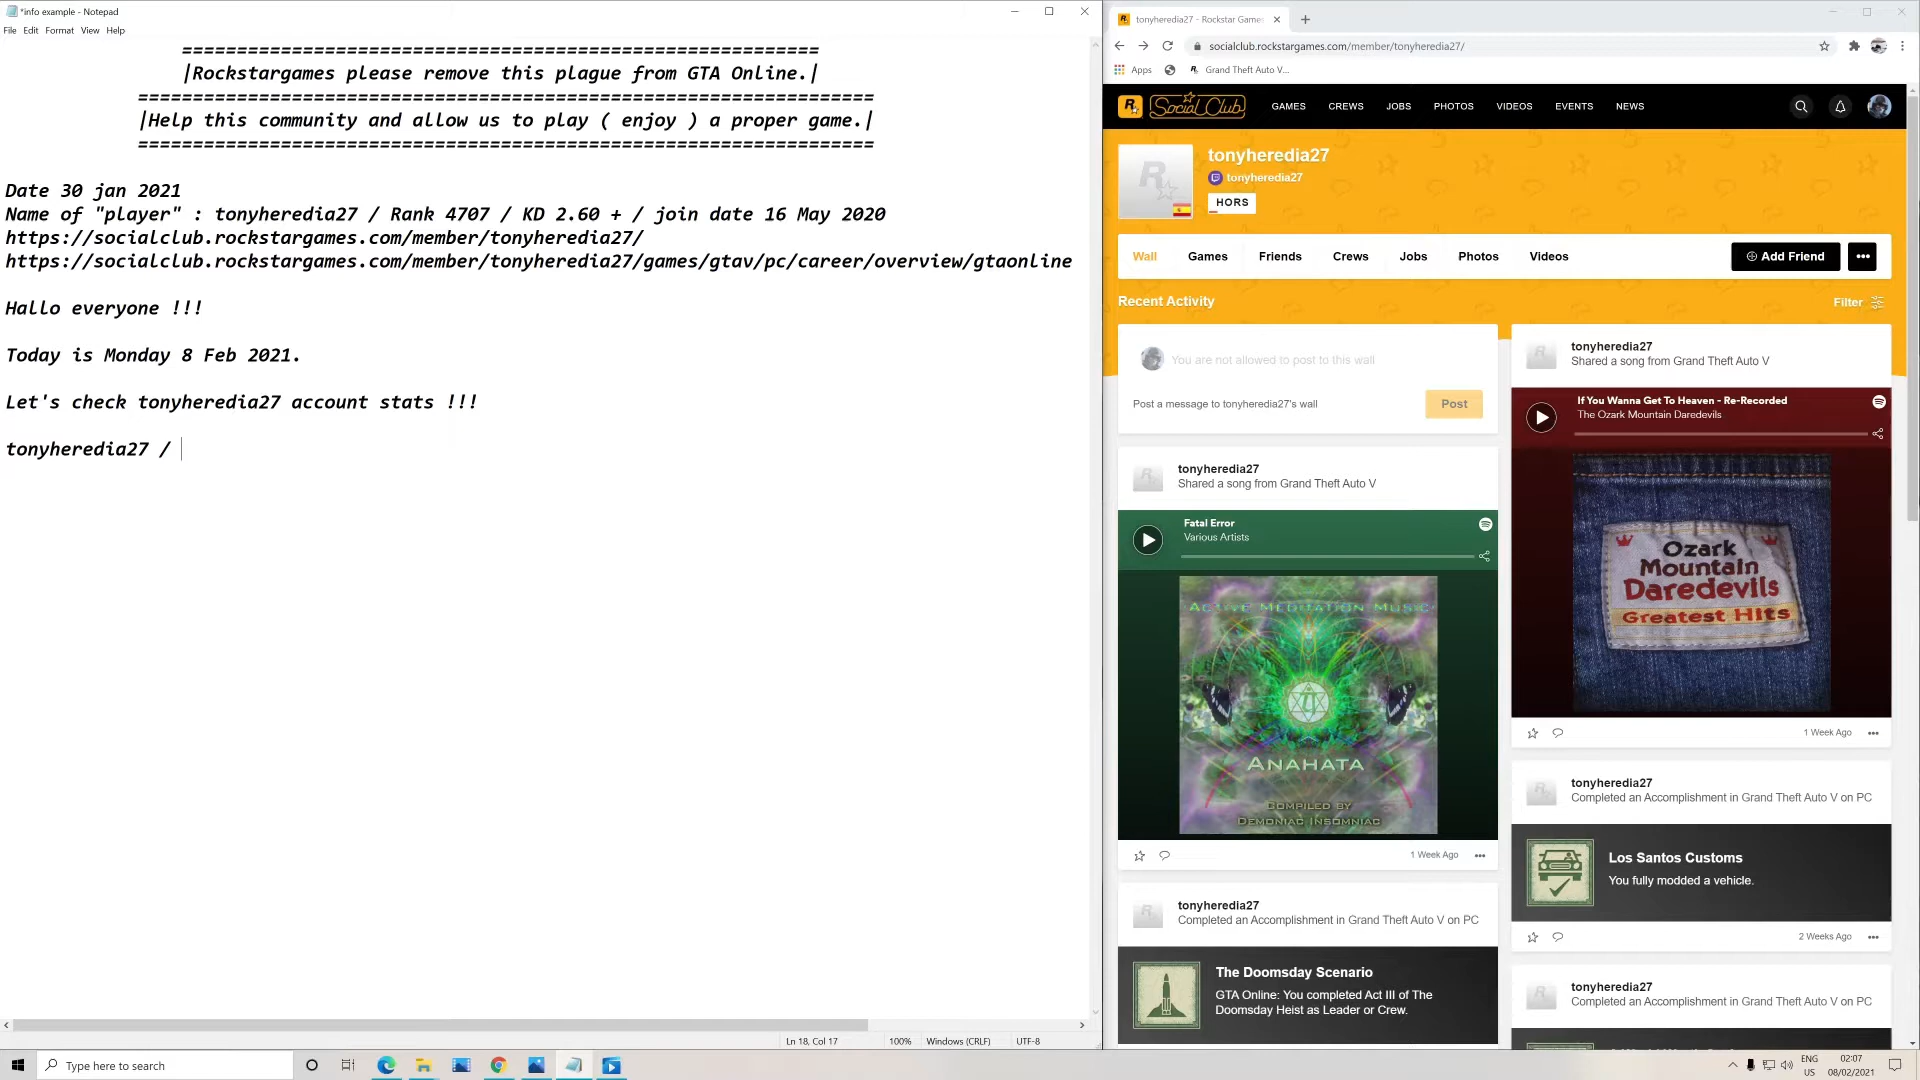 *info example - Notepad
File Edit Format View Help
==========================================================
|Rockstargames please remove this plague from GTA Online.|
===================================================================
|Help this community and allow us to play ( enjoy ) a proper game.|
===================================================================
Date 30 jan 2021
Name of "player" : tonyheredia27 / Rank 4707 / KD 2.60 + / join date 16 May 2020
https://socialclub.rockstargames.com/member/tonyheredia27/
https://socialclub.rockstargames.com/member/tonyheredia27/games/gtav/pc/career/overview/gtaonline
Hallo everyone !!!
Today is Monday 8 Feb 2021.
Let's check tonyheredia27 account stats !!!
tonyheredia27 /
Ln 18, Col 17 100% Windows (CRLF) UTF-8
tonyheredia27 - Rockstar Games
socialclub.rockstargames.com/member/tonyheredia27/
Apps Grand Theft Auto V...
Social Club GAMES CREWS JOBS PHOTOS VIDEOS EVENTS NEWS
tonyheredia27
tonyheredia27
HORS
Wall Games Friends Crews Jobs Photos Videos Add Friend
Recent Activity Filter
You are not allowed to post to this wall
Post a message to tonyheredia27's wall Post
tonyheredia27
Shared a song from Grand Theft Auto V
Fatal Error
Various Artists
ACTIVE MEDITATION MUSIC
ANAHATA
COMPILED BY
DEMONIAC INSOMNIAC
1 Week Ago
tonyheredia27
Completed an Accomplishment in Grand Theft Auto V on PC
The Doomsday Scenario
GTA Online: You completed Act III of The
Doomsday Heist as Leader or Crew.
tonyheredia27
Shared a song from Grand Theft Auto V
If You Wanna Get To Heaven - Re-Recorded
The Ozark Mountain Daredevils
Ozark
Mountain
Daredevils
Greatest Hits
1 Week Ago
tonyheredia27
Completed an Accomplishment in Grand Theft Auto V on PC
Los Santos Customs
You fully modded a vehicle.
2 Weeks Ago
tonyheredia27
Completed an Accomplishment in Grand Theft Auto V on PC
Type here to search
ENG
US
02:07
08/02/2021